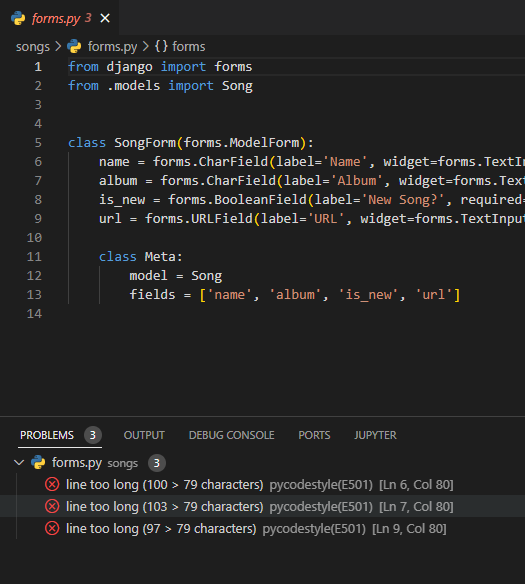 forms.py 3 ×
songs > forms.py > {} forms
1 from django import forms
2 from .models import Song
3
4
5 class SongForm(forms.ModelForm):
6 name = forms.CharField(label='Name', widget=forms.TextIn
7 album = forms.CharField(label='Album', widget=forms.Tex
8 is_new = forms.BooleanField(label='New Song?', required=
9 url = forms.URLField(label='URL', widget=forms.TextInput
10
11 class Meta:
12 model = Song
13 fields = ['name', 'album', 'is_new', 'url']
14
PROBLEMS 3 OUTPUT DEBUG CONSOLE PORTS JUPYTER
forms.py songs 3
line too long (100 > 79 characters) pycodestyle(E501) [Ln 6, Col 80]
line too long (103 > 79 characters) pycodestyle(E501) [Ln 7, Col 80]
line too long (97 > 79 characters) pycodestyle(E501) [Ln 9, Col 80]